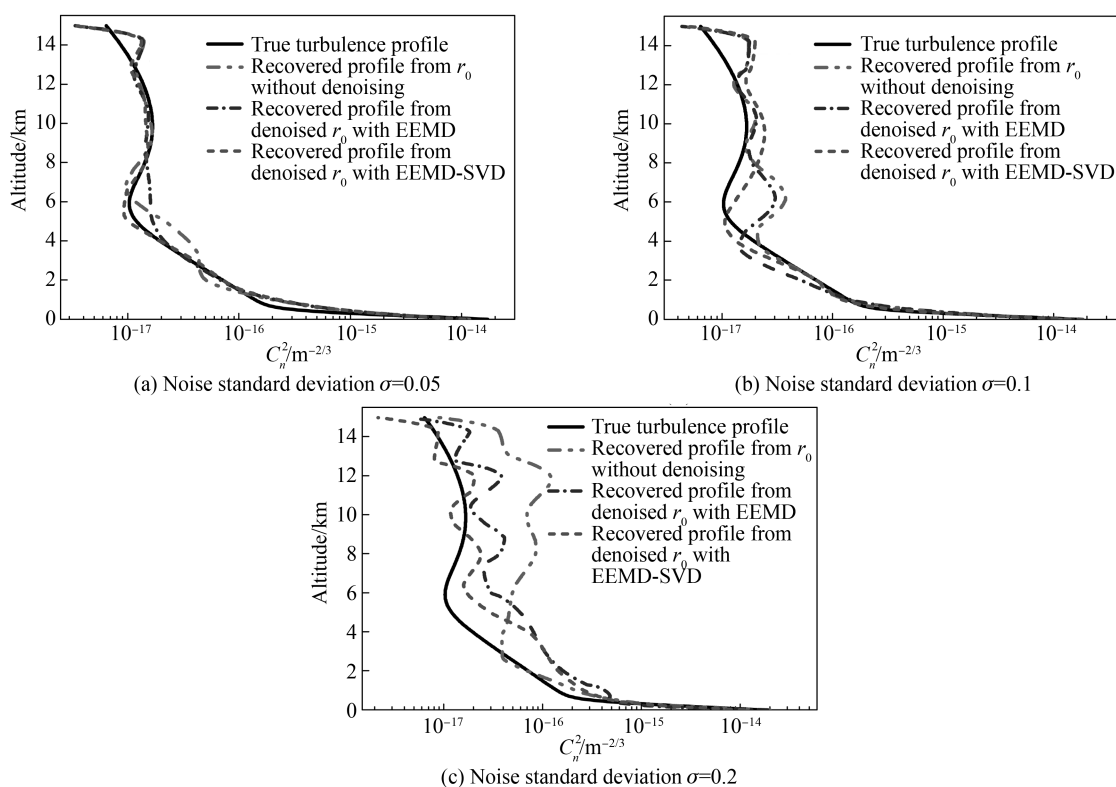 14
12
10
8
6
4
2
0
Altitude/km
True turbulence profile
Recovered profile from r₀
without denoising
Recovered profile from
denoised r₀ with EEMD
Recovered profile from
denoised r₀ with EEMD-SVD
10⁻¹⁷ 10⁻¹⁶ 10⁻¹⁵ 10⁻¹⁴
Cₙ²/m⁻²/³
(a) Noise standard deviation σ=0.05
14
12
10
8
6
4
2
0
Altitude/km
True turbulence profile
Recovered profile from r₀
without denoising
Recovered profile from
denoised r₀ with EEMD
Recovered profile from
denoised r₀ with EEMD-SVD
10⁻¹⁷ 10⁻¹⁶ 10⁻¹⁵ 10⁻¹⁴
Cₙ²/m⁻²/³
(b) Noise standard deviation σ=0.1
14
12
10
8
6
4
2
0
Altitude/km
True turbulence profile
Recovered profile from r₀
without denoising
Recovered profile from
denoised r₀ with EEMD
Recovered profile from
denoised r₀ with
EEMD-SVD
10⁻¹⁷ 10⁻¹⁶ 10⁻¹⁵ 10⁻¹⁴
Cₙ²/m⁻²/³
(c) Noise standard deviation σ=0.2